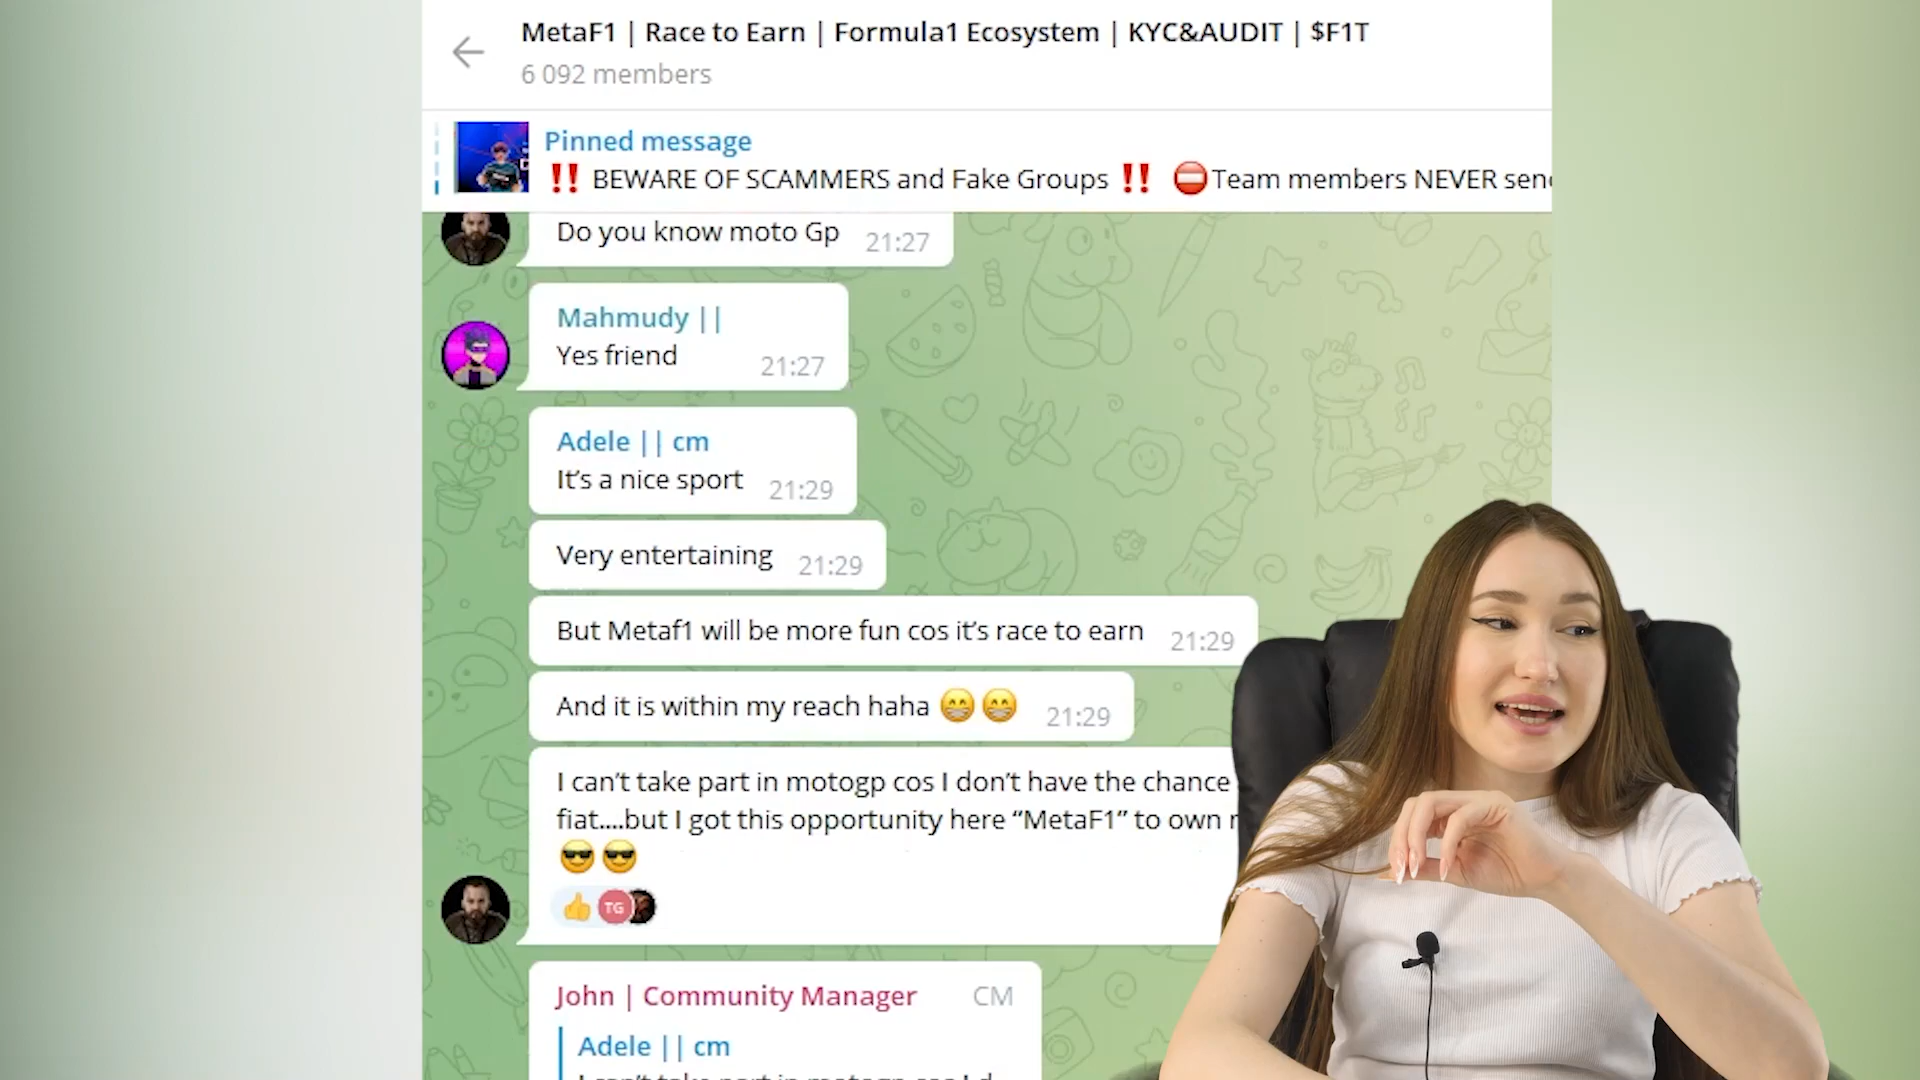 MetaF1 | Race to Earn | Formula1 Ecosystem | KYC&AUDIT | $F1T
6 092 members
Pinned message
‼️ BEWARE OF SCAMMERS and Fake Groups ‼️ ⛔Team members NEVER
Do you know moto Gp 21:27
Mahmudy ||
Yes friend 21:27
Adele || cm
It's a nice sport 21:29
Very entertaining 21:29
But Metaf1 will be more fun cos it's race to earn 21:29
And it is within my reach haha 😁😁 21:29
I can't take part in motogp cos I don't have the chance
fiat....but I got this opportunity here “MetaF1” to own
😎😎
👍 TG
John | Community Manager CM
Adele || cm